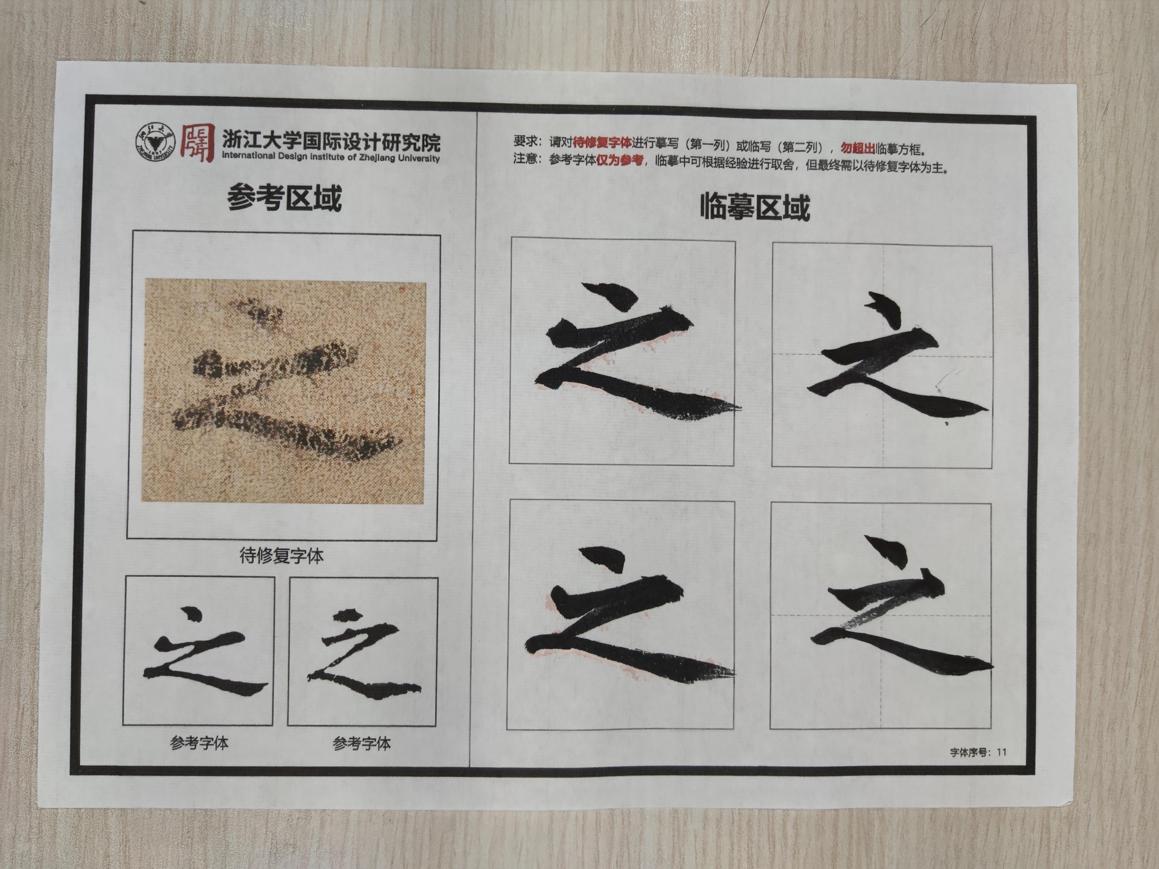 浙江大学国际设计研究院
International Design Institute of Zhejiang University
参考区域
之
待修复字体
之
之
参考字体
参考字体
要求：请对待修复字体进行摹写（第一列）或临写（第二列），勿超出临摹方框。
注意：参考字体仅为参考，临摹中可根据经验进行取舍，但最终需以待修复字体为主。
临摹区域
之
之
之
之
字体序号：11